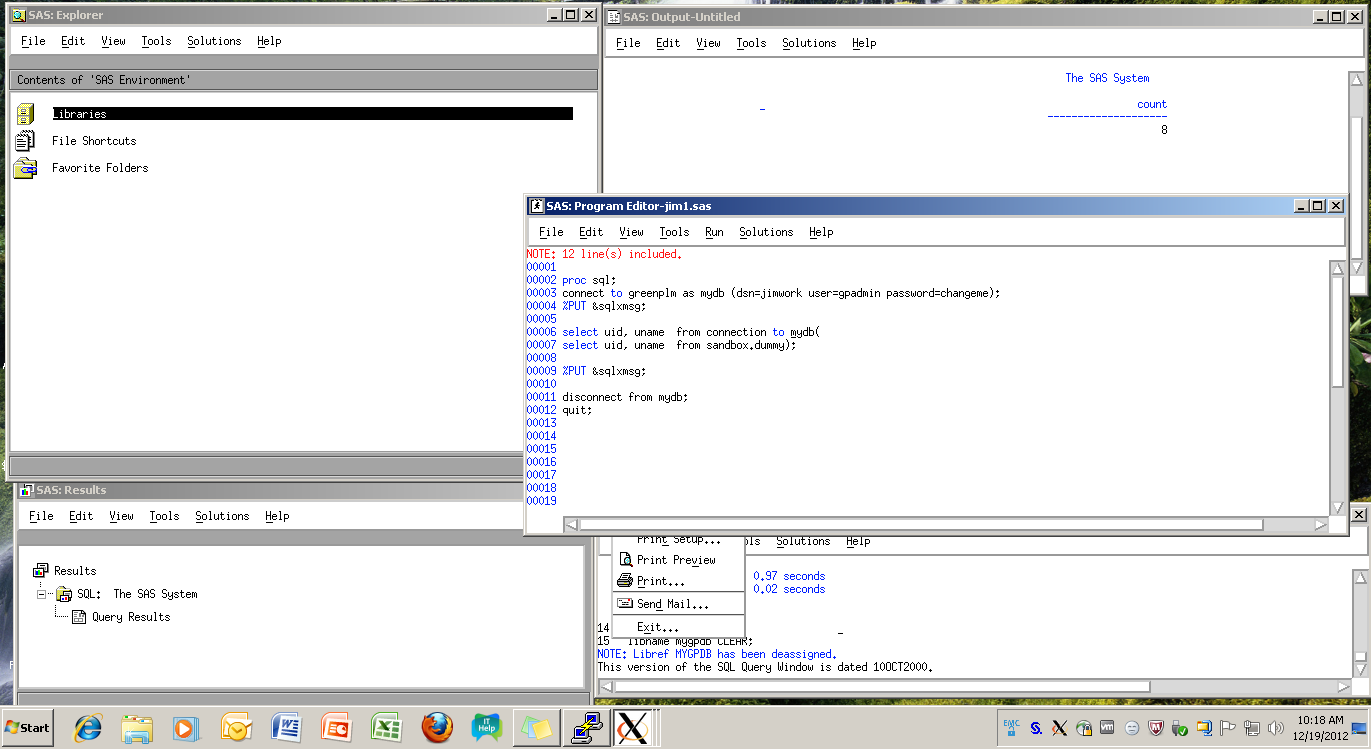 SAS: Explorer
File Edit View Tools Solutions Help
Contents of 'SAS Environment'
Libraries
File Shortcuts
Favorite Folders
SAS: Output-Untitled
File Edit View Tools Solutions Help
The SAS System
count
--------------------
8
SAS: Program Editor-jim1.sas
File Edit View Tools Run Solutions Help
NOTE: 12 line(s) included.
00001
00002 proc sql;
00003 connect to greenplm as mydb (dsn=jimwork user=gpadmin password=changeme);
00004 %PUT &sqlxmsg;
00005
00006 select uid, uname  from connection to mydb(
00007 select uid, uname  from sandbox.dummy);
00008
00009 %PUT &sqlxmsg;
00010
00011 disconnect from mydb;
00012 quit;
00013
00014
00015
00016
00017
00018
00019
SAS: Results
File Edit View Tools Solutions Help
Results
SQL: The SAS System
Query Results
ols Solutions Help
Print Setup...
Print Preview
Print...
Send Mail...
Exit...
0.97 seconds
0.02 seconds
14
15 libname mygpdb CLEAR;
NOTE: Libref MYGPDB has been deassigned.
This version of the SQL Query Window is dated 10OCT2000.
Start
IT Help
EMC
10:18 AM
12/19/2012